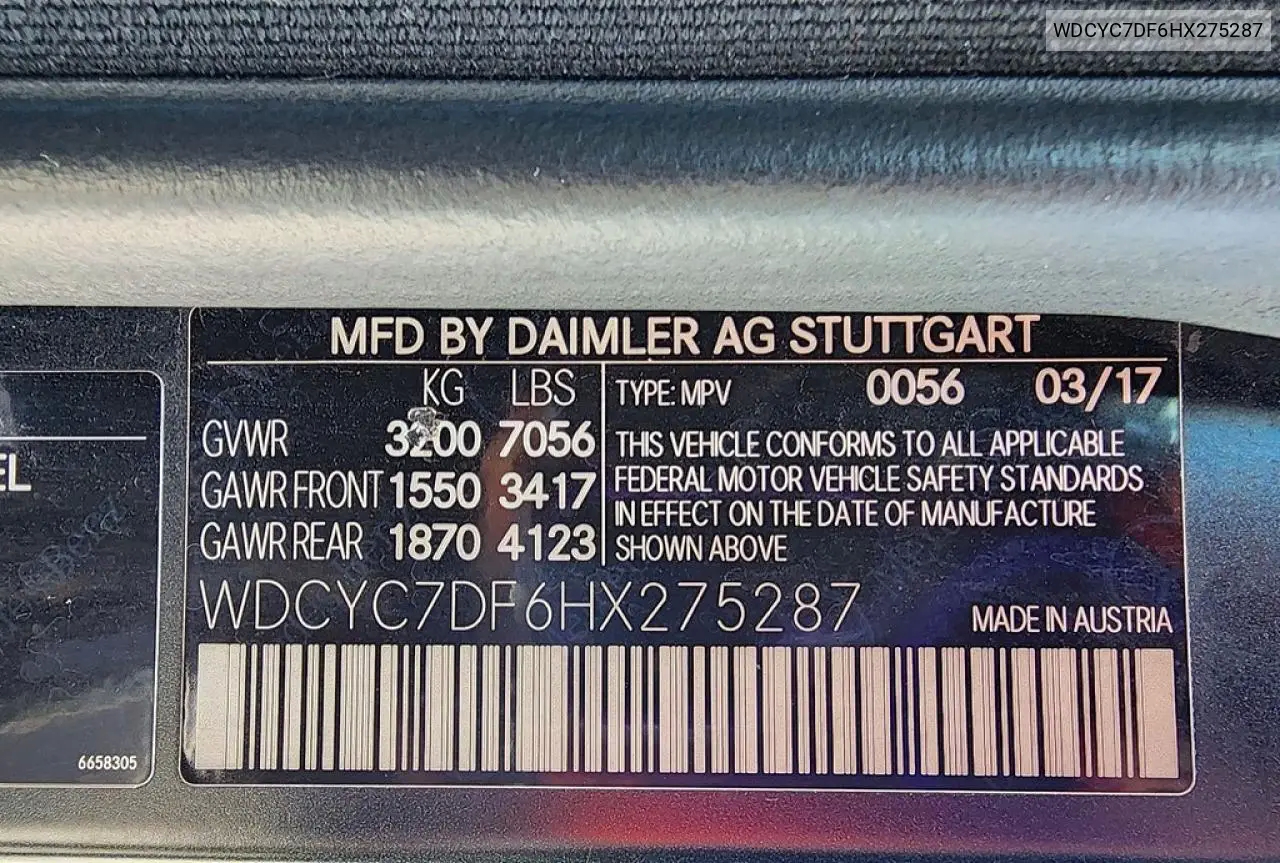 WDCYC7DF6HX275287
MFD BY DAIMLER AG STUTTGART
KG LBS
GVWR 3200 7056
GAWR FRONT 1550 3417
GAWR REAR 1870 4123
TYPE: MPV 0056 03/17
THIS VEHICLE CONFORMS TO ALL APPLICABLE
FEDERAL MOTOR VEHICLE SAFETY STANDARDS
IN EFFECT ON THE DATE OF MANUFACTURE
SHOWN ABOVE
WDCYC7DF6HX275287
MADE IN AUSTRIA
EL
6658305